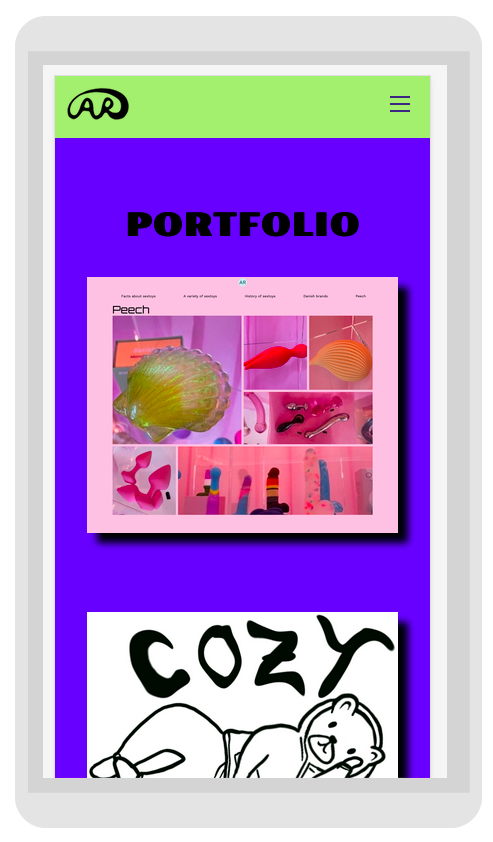 AR
PORTFOLIO
AR
Facts about sextoys A variety of sextoys History of sextoys Danish brands Peech
Peech
COZY